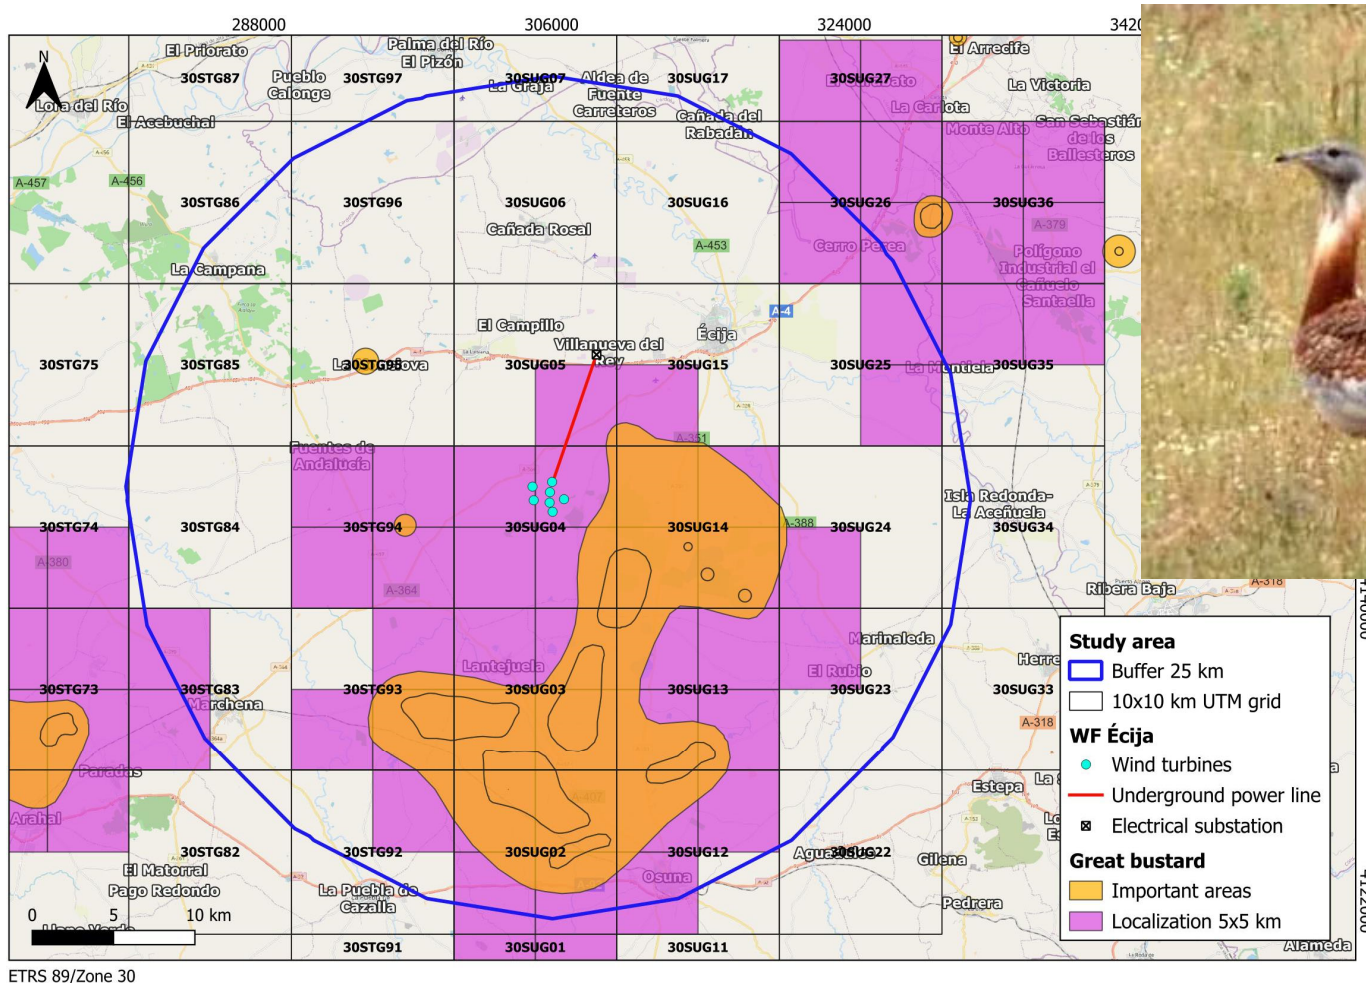 288000
306000
324000
3420
N
El Priorato
Palma del Río
El Pizón
El Arrecife
30STG87
Pueblo
Calonge
30STG97
30SUG07
La Graja
Aldea de
Fuente
Carreteros
30SUG17
30SUG27
La Victoria
Lora del Río
La Carlota
El Acebuchal
Cañada del
Rabadán
Monte Alto
San Sebastián
de los
Ballesteros
A-457
A-456
30STG86
30STG96
30SUG06
30SUG16
30SUG26
30SUG36
A-379
Cañada Rosal
A-453
Cerro Perea
Polígono
Industrial el
Cañuelo
Santaella
La Campana
A-4
El Campillo
Écija
Villanueva del
Rey
30STG75
30STG85
30STG95
30SUG05
30SUG15
30SUG25
La Montiela
30SUG35
A-351
Fuentes de
Andalucía
Isla Redonda-
La Aceñuela
30STG74
30STG84
30STG94
30SUG04
30SUG14
A-388
30SUG24
30SUG34
A-380
A-364
A-318
Ribera Baja
Marinaleda
Lantejuela
El Rubio
Herre
30STG73
30STG83
30STG93
30SUG03
30SUG13
30SUG23
30SUG33
Marchena
A-318
Paradas
Estepa
Arahal
30STG82
30STG92
30SUG02
30SUG12
30SUG22
Gilena
El Matorral
Pago Redondo
La Puebla de
Cazalla
Osuna
Pedrera
30STG91
30SUG01
30SUG11
Alameda
Study area
Buffer 25 km
10x10 km UTM grid
WF Écija
Wind turbines
Underground power line
Electrical substation
Great bustard
Important areas
Localization 5x5 km
0 5 10 km
ETRS 89/Zone 30